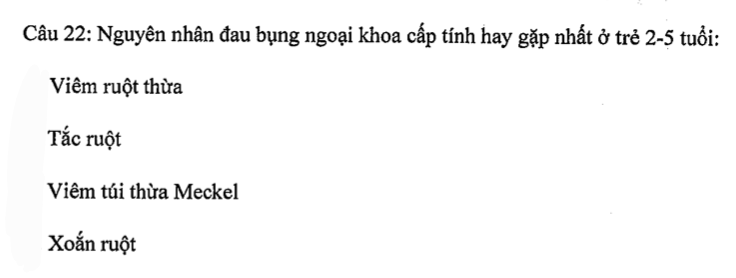 Câu 22: Nguyên nhân đau bụng ngoại khoa cấp tính hay gặp nhất ở trẻ 2-5 tuổi:
Viêm ruột thừa
Tắc ruột
Viêm túi thừa Meckel
Xoắn ruột